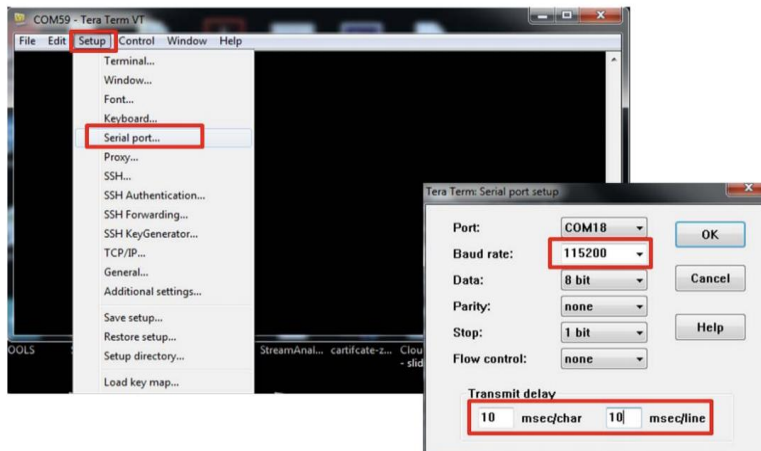 COM59 - Tera Term VT
File Edit Setup Control Window Help
Terminal...
Window...
Font...
Keyboard...
Serial port...
Proxy...
SSH...
SSH Authentication...
SSH Forwarding...
SSH KeyGenerator...
TCP/IP...
General...
Additional settings...
Save setup...
Restore setup...
Setup directory...
Load key map...
OOLS
StreamAnal... cartifcate-z... Clou
- slid
Tera Term: Serial port setup
Port: COM18 OK
Baud rate: 115200
Data: 8 bit Cancel
Parity: none
Stop: 1 bit Help
Flow control: none
Transmit delay
10 msec/char 10 msec/line